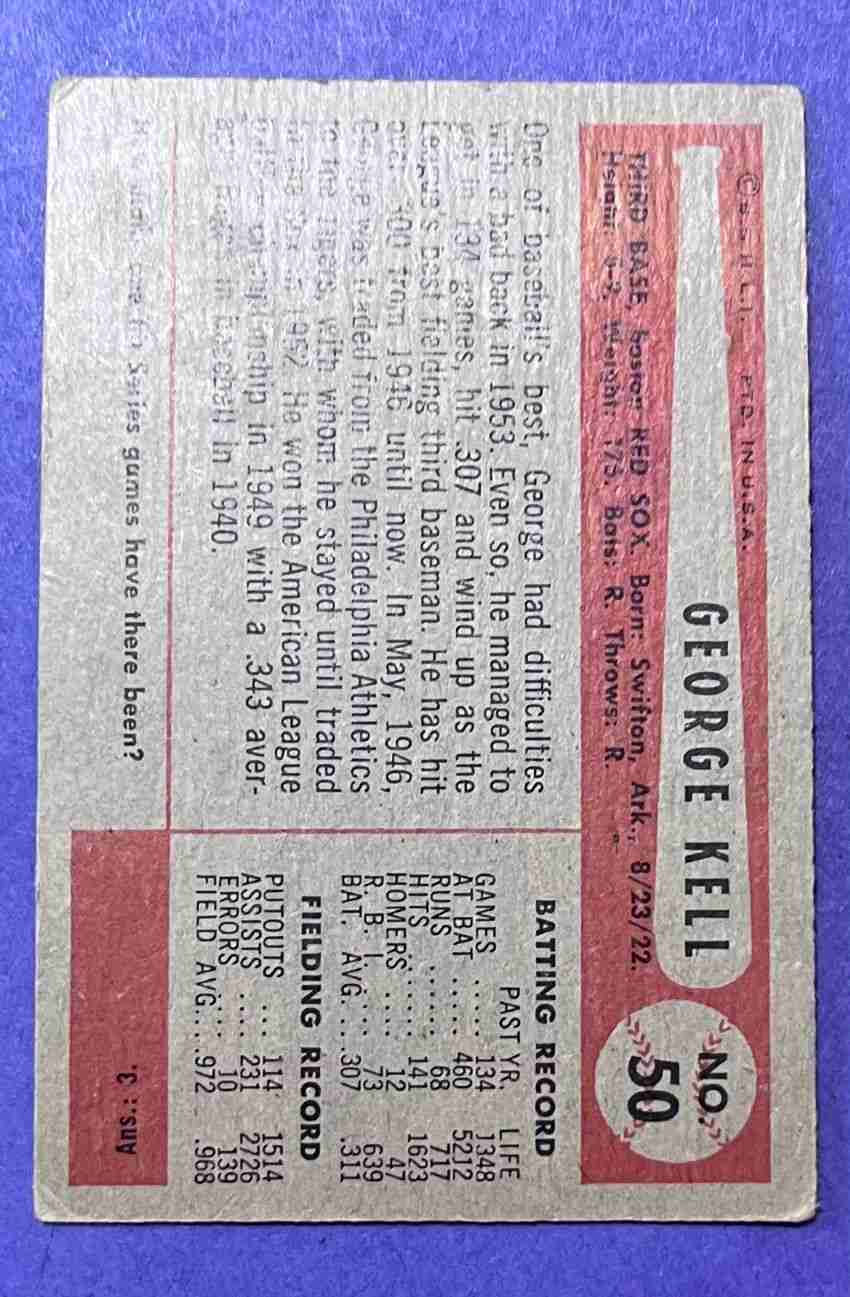 PTD. IN U.S.A.
GEORGE KELL
NO. 50
THIRD BASE, Boston RED SOX. Born: Swifton, Ark., 8/23/22.
Height: Weight: 175. Bats: R. Throws: R.
One of baseball's best, George had difficulties
with a bad back in 1953. Even so, he managed to
get in 134 games, hit .307 and wind up as the
League's best fielding third baseman. He has hit
over .300 from 1946 until now. In May, 1946,
George was traded from the Philadelphia Athletics
to the Tigers, with whom he stayed until traded
to the in 1952. He won the American League
championship in 1949 with a .343 aver-
in baseball in 1940.
BATTING RECORD
PAST YR. LIFE
GAMES ..... 134 1348
AT BAT ..... 460 5212
RUNS ...... 68 717
HITS ....... 141 1623
HOMERS ..... 12 47
R. B. I. .... 73 639
BAT. AVG. ...307 .311
FIELDING RECORD
PUTOUTS ... 114 1514
ASSISTS .... 231 2726
ERRORS .... 10 139
FIELD AVG....972 .968
Series games have there been?
Ans.: 3.